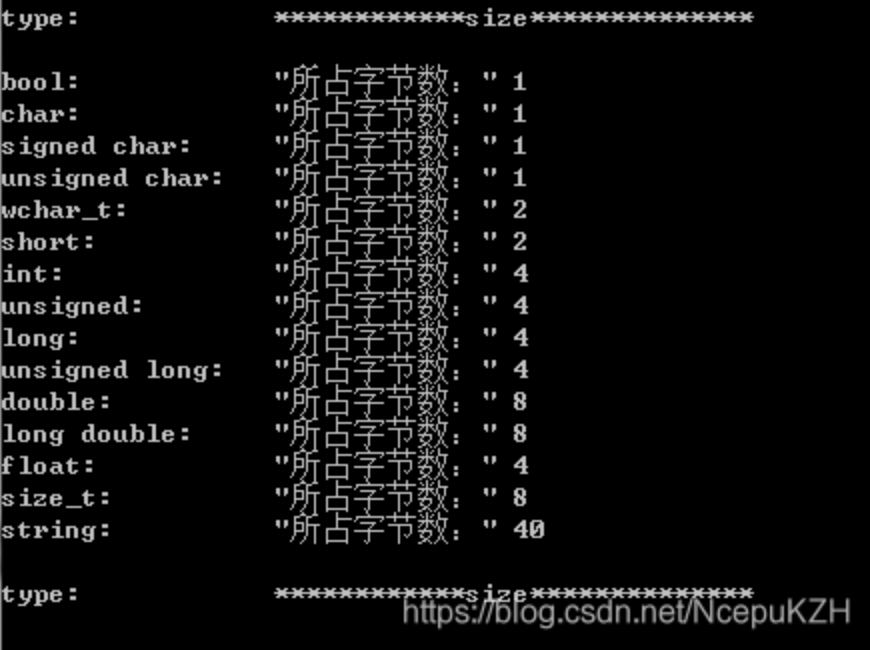 type: ************size**************
bool: "所占字节数：" 1
char: "所占字节数：" 1
signed char: "所占字节数：" 1
unsigned char: "所占字节数：" 1
wchar_t: "所占字节数：" 2
short: "所占字节数：" 2
int: "所占字节数：" 4
unsigned: "所占字节数：" 4
long: "所占字节数：" 4
unsigned long: "所占字节数：" 4
double: "所占字节数：" 8
long double: "所占字节数：" 8
float: "所占字节数：" 4
size_t: "所占字节数：" 8
string: "所占字节数：" 40
type: ************size**************
https://blog.csdn.net/NcepuKZH